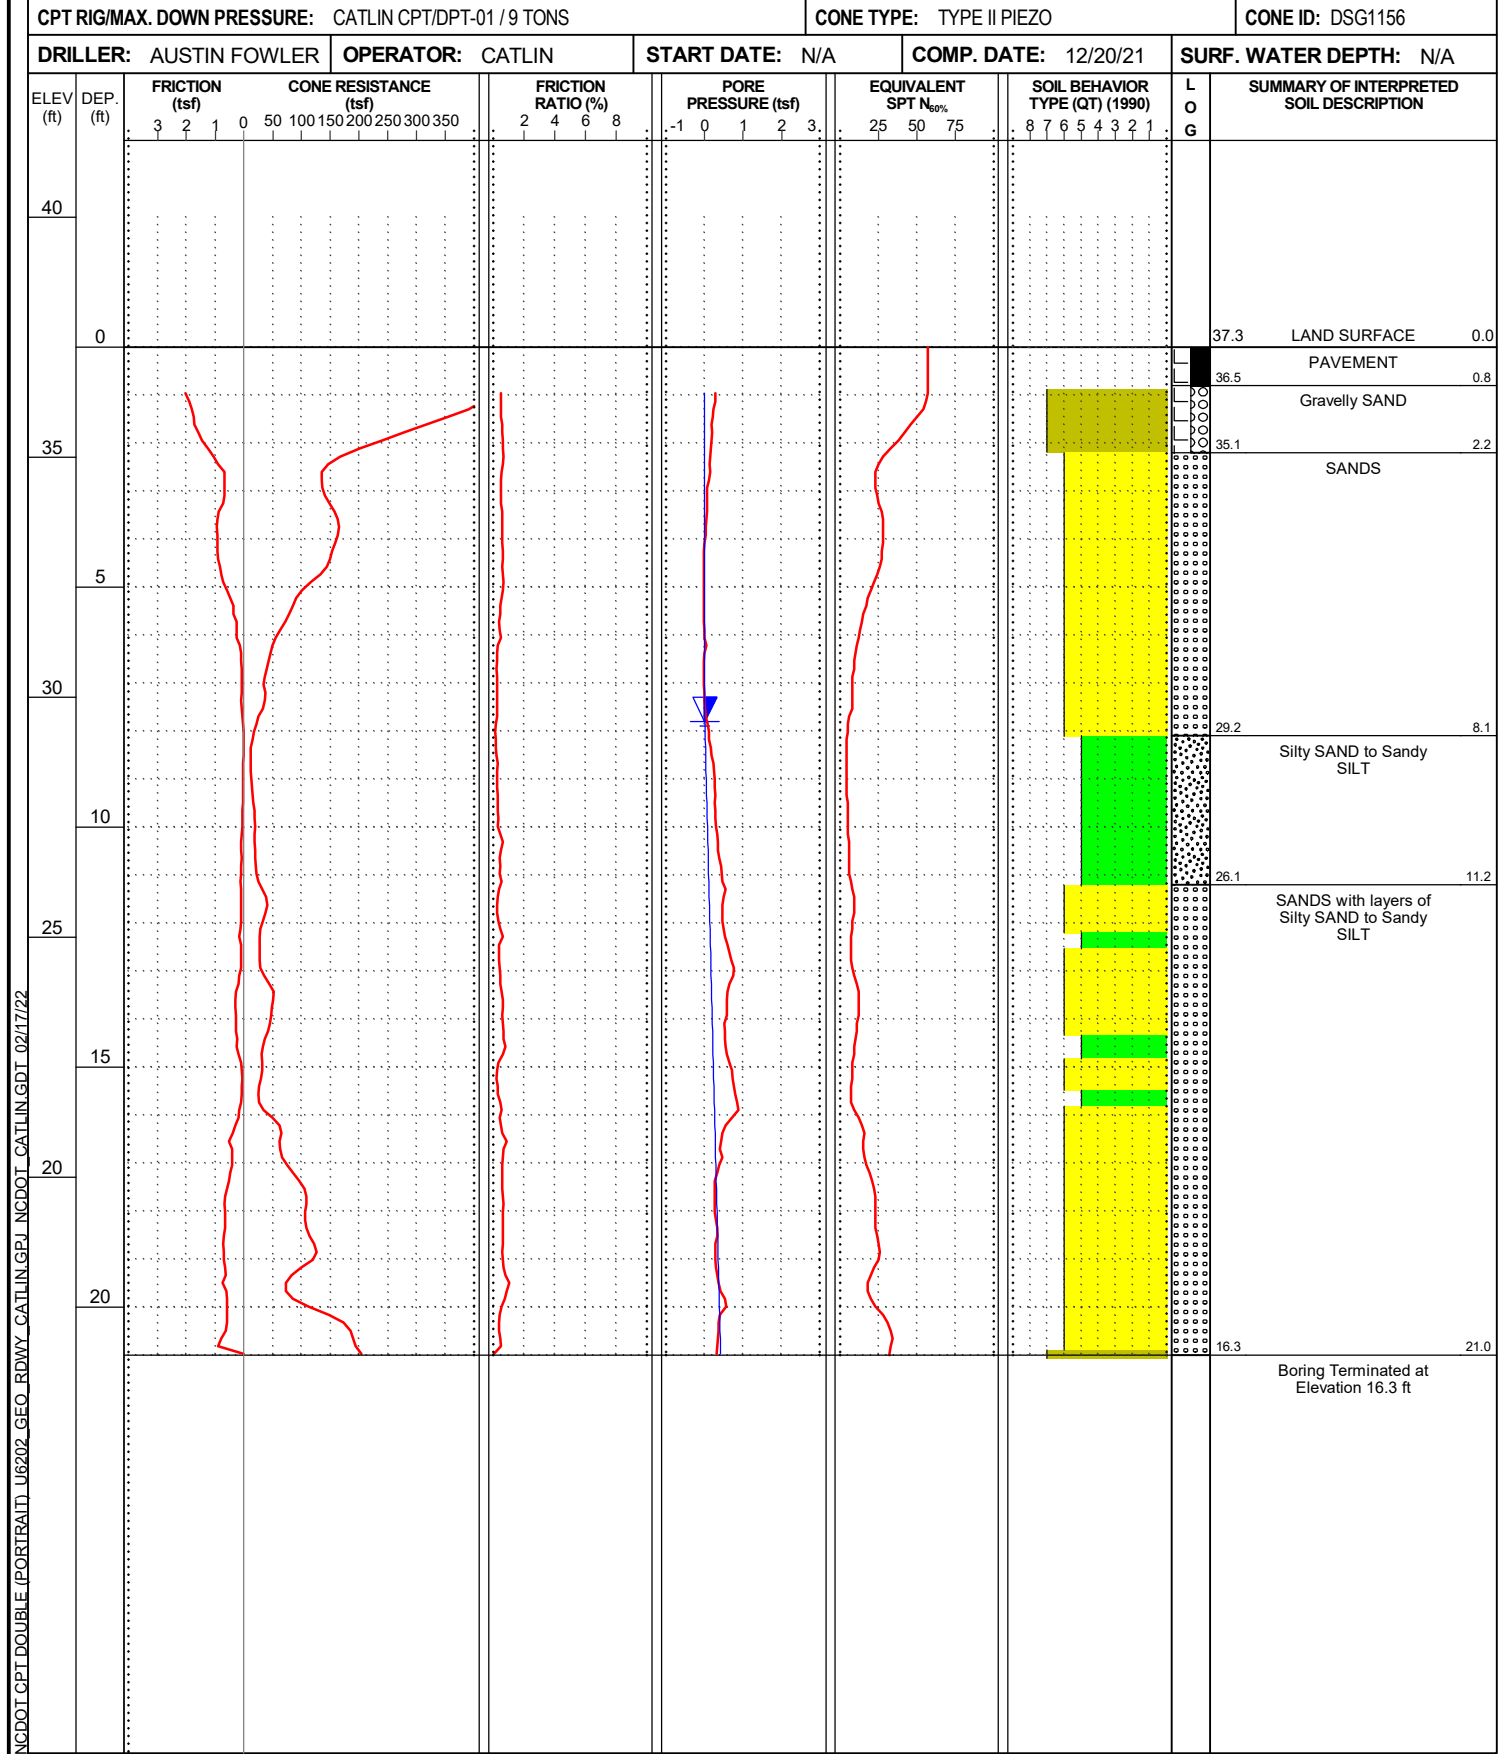 CPT RIG/MAX. DOWN PRESSURE: CATLIN CPT/DPT-01 / 9 TONS CONE TYPE: TYPE II PIEZO CONE ID: DSG1156
DRILLER: AUSTIN FOWLER OPERATOR: CATLIN START DATE: N/A COMP. DATE: 12/20/21 SURF. WATER DEPTH: N/A
ELEV (ft)
DEP. (ft)
FRICTION (tsf)
3 2 1 0
CONE RESISTANCE (tsf)
50 100 150 200 250 300 350
FRICTION RATIO (%)
2 4 6 8
PORE PRESSURE (tsf)
-1 0 1 2 3
EQUIVALENT SPT N60%
25 50 75
SOIL BEHAVIOR TYPE (QT) (1990)
8 7 6 5 4 3 2 1
L
O
G
SUMMARY OF INTERPRETED SOIL DESCRIPTION
40
0
37.3 LAND SURFACE 0.0
PAVEMENT
36.5 0.8
Gravelly SAND
35.1 2.2
35
SANDS
5
30
29.2 8.1
Silty SAND to Sandy
SILT
10
26.1 11.2
SANDS with layers of
Silty SAND to Sandy
SILT
25
15
20
20
16.3 21.0
Boring Terminated at
Elevation 16.3 ft
NCDOT CPT DOUBLE (PORTRAIT) U6202_GEO_RDWY_CATLIN.GPJ NCDOT_CATLIN.GDT 02/17/22